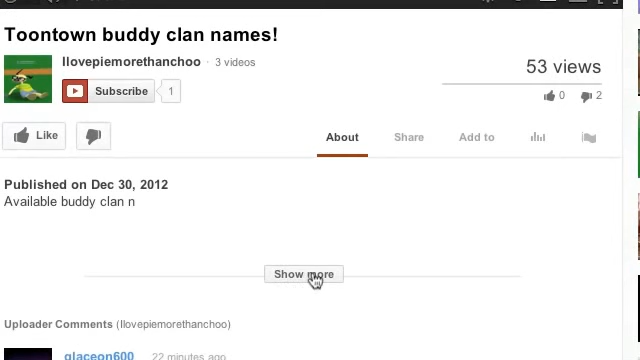 Toontown buddy clan names!
Ilovepiemorethanchoo · 3 videos
Subscribe 1
53 views
0 2
Like
About Share Add to
Published on Dec 30, 2012
Available buddy clan n
Show more
Uploader Comments (Ilovepiemorethanchoo)
glaceon600 22 minutes ago